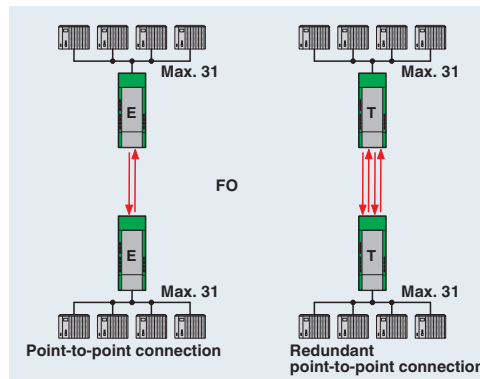 Max. 31
Max. 31
E
T
FO
E
T
Max. 31
Max. 31
Point-to-point connection
Redundant
point-to-point connection